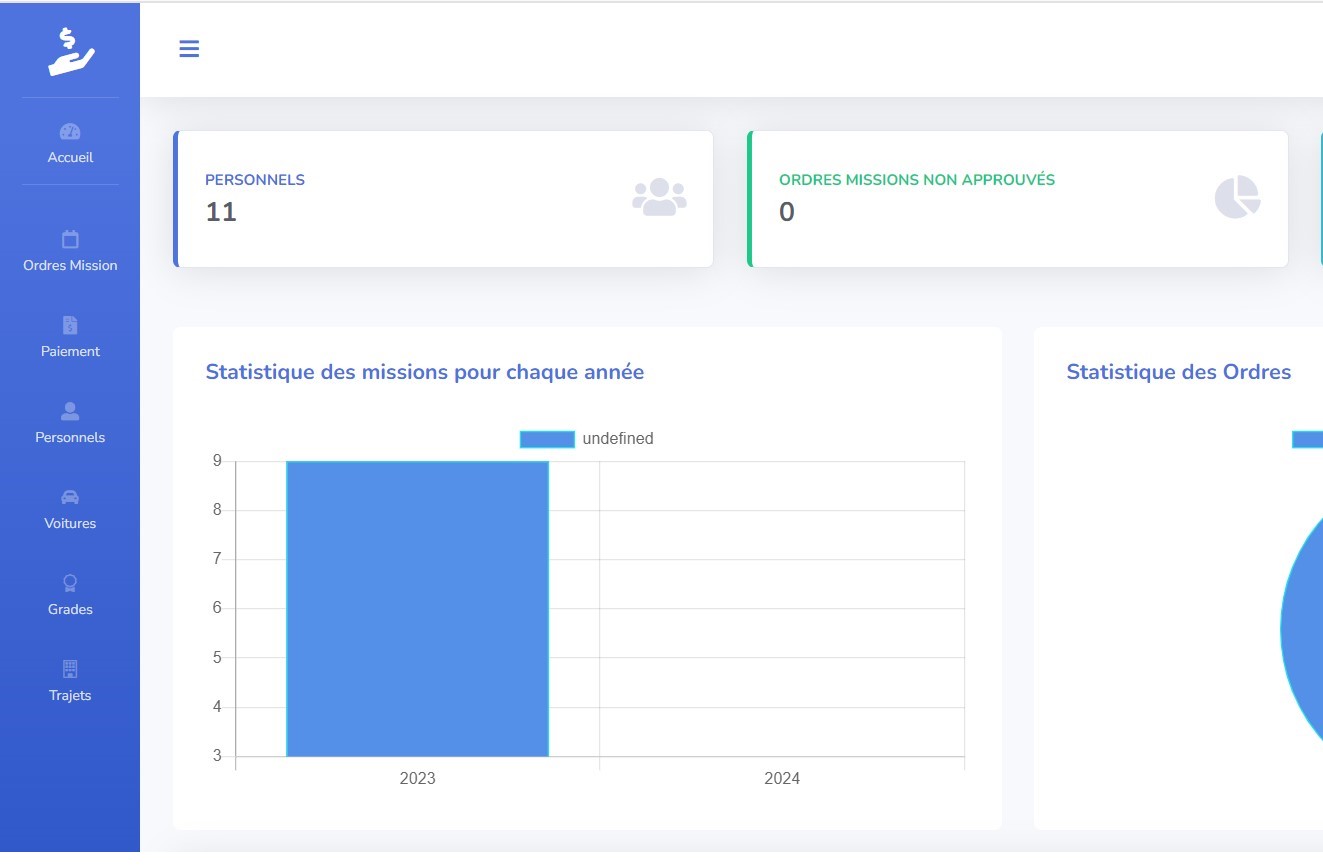 Accueil
Ordres Mission
Paiement
Personnels
Voitures
Grades
Trajets
PERSONNELS
11
ORDRES MISSIONS NON APPROUVÉS
0
Statistique des missions pour chaque année
undefined
9
8
7
6
5
4
3
2023
2024
Statistique des Ordres